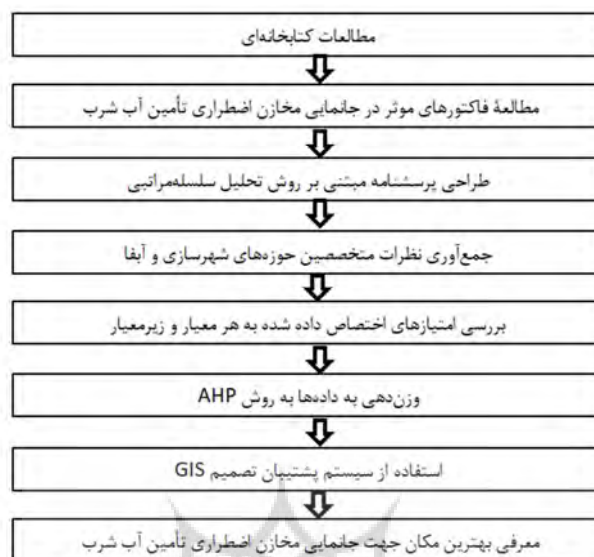 مطالعات کتابخانه‌ای
مطالعهٔ فاکتورهای موثر در جانمایی مخازن اضطراری تأمین آب شرب
طراحی پرسشنامه مبتنی بر روش تحلیل سلسله‌مراتبی
جمع‌آوری نظرات متخصصین حوزه‌های شهرسازی و آبفا
بررسی امتیازهای اختصاص داده شده به هر معیار و زیرمعیار
وزن‌دهی به داده‌ها به روش AHP
استفاده از سیستم پشتیبان تصمیم GIS
معرفی بهترین مکان جهت جانمایی مخازن اضطراری تأمین آب شرب